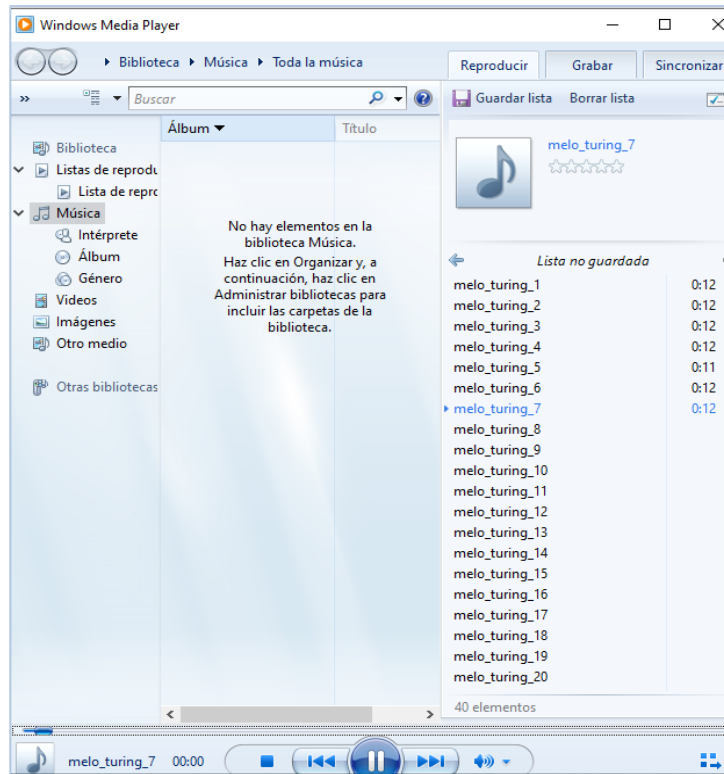 Windows Media Player
Biblioteca Música Toda la música
Reproducir Grabar Sincronizar
Buscar
Guardar lista Borrar lista
Álbum Título
Biblioteca
Listas de reprodu
Lista de repro
Música
Intérprete
Álbum
Género
Videos
Imágenes
Otro medio
Otras bibliotecas
No hay elementos en la
biblioteca Música.
Haz clic en Organizar y, a
continuación, haz clic en
Administrar bibliotecas para
incluir las carpetas de la
biblioteca.
melo_turing_7
Lista no guardada
melo_turing_1 0:12
melo_turing_2 0:12
melo_turing_3 0:12
melo_turing_4 0:12
melo_turing_5 0:11
melo_turing_6 0:12
melo_turing_7 0:12
melo_turing_8
melo_turing_9
melo_turing_10
melo_turing_11
melo_turing_12
melo_turing_13
melo_turing_14
melo_turing_15
melo_turing_16
melo_turing_17
melo_turing_18
melo_turing_19
melo_turing_20
40 elementos
melo_turing_7 00:00